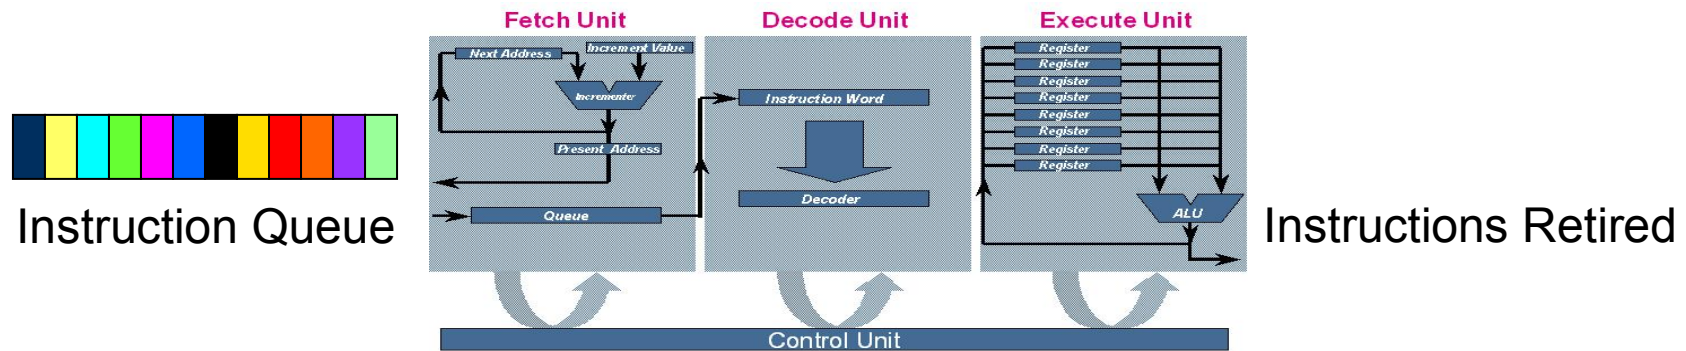 Fetch Unit
Decode Unit
Execute Unit
Next Address
Increment Value
Incrementer
Present Address
Queue
Instruction Word
Decoder
Register
Register
Register
Register
Register
Register
Register
Register
ALU
Instruction Queue
Instructions Retired
Control Unit